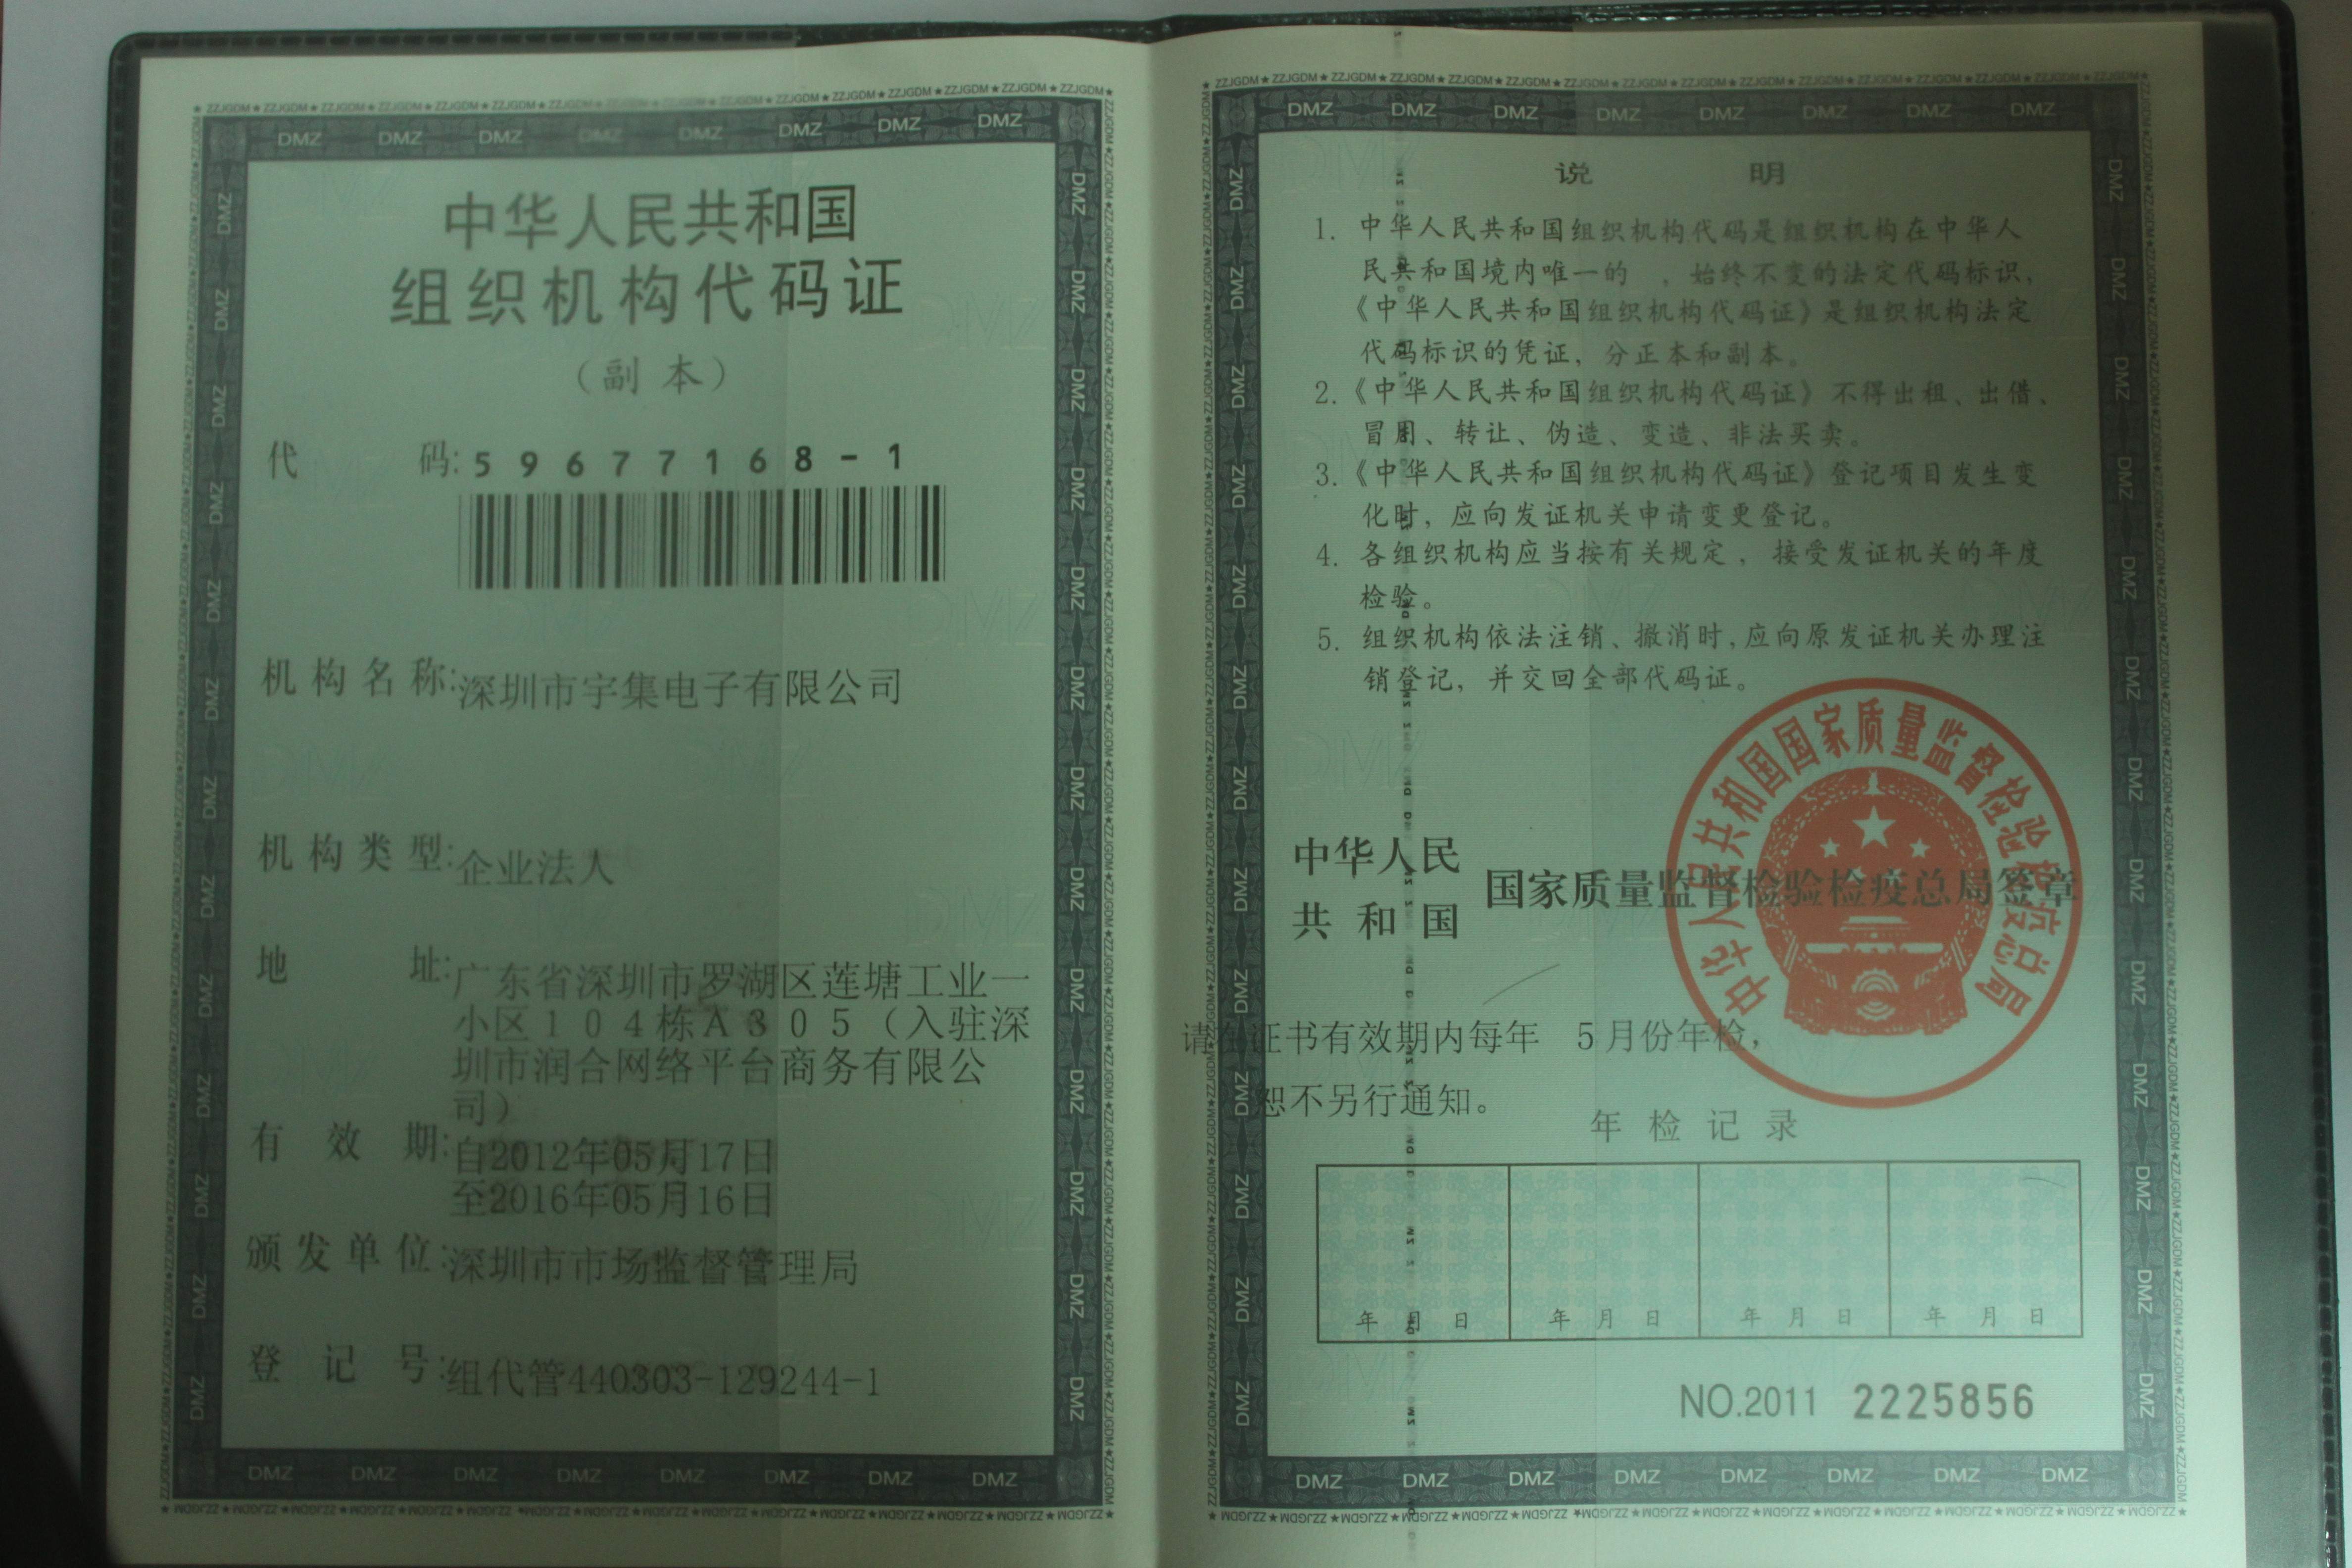 中华人民共和国
组织机构代码证
（副 本）
代 码: 59677168-1
机构名称: 深圳市宇集电子有限公司
机构类型: 企业法人
地 址: 广东省深圳市罗湖区莲塘工业一
小区104栋A305（入驻深
圳市润合网络平台商务有限公
司）
有 效 期: 自2012年05月17日
至2016年05月16日
颁发单位: 深圳市市场监督管理局
登 记 号: 组代管440303-129244-1
说 明
1. 中华人民共和国组织机构代码是组织机构在中华人
民共和国境内唯一的 ，始终不变的法定代码标识，
《中华人民共和国组织机构代码证》是组织机构法定
代码标识的凭证，分正本和副本。
2.《中华人民共和国组织机构代码证》不得出租、出借、
冒用、转让、伪造、变造、非法买卖。
3.《中华人民共和国组织机构代码证》登记项目发生变
化时，应向发证机关申请变更登记。
4. 各组织机构应当按有关规定，接受发证机关的年度
检验。
5. 组织机构依法注销、撤消时，应向原发证机关办理注
销登记，并交回全部代码证。
中华人民
共和国
国家质量监督检验检疫总局签章
中华人民共和国国家质量监督检验检疫总局
请在证书有效期内每年 5月份年检，
恕不另行通知。
年 检 记 录
年 月 日 年 月 日 年 月 日 年 月 日
NO.2011 2225856